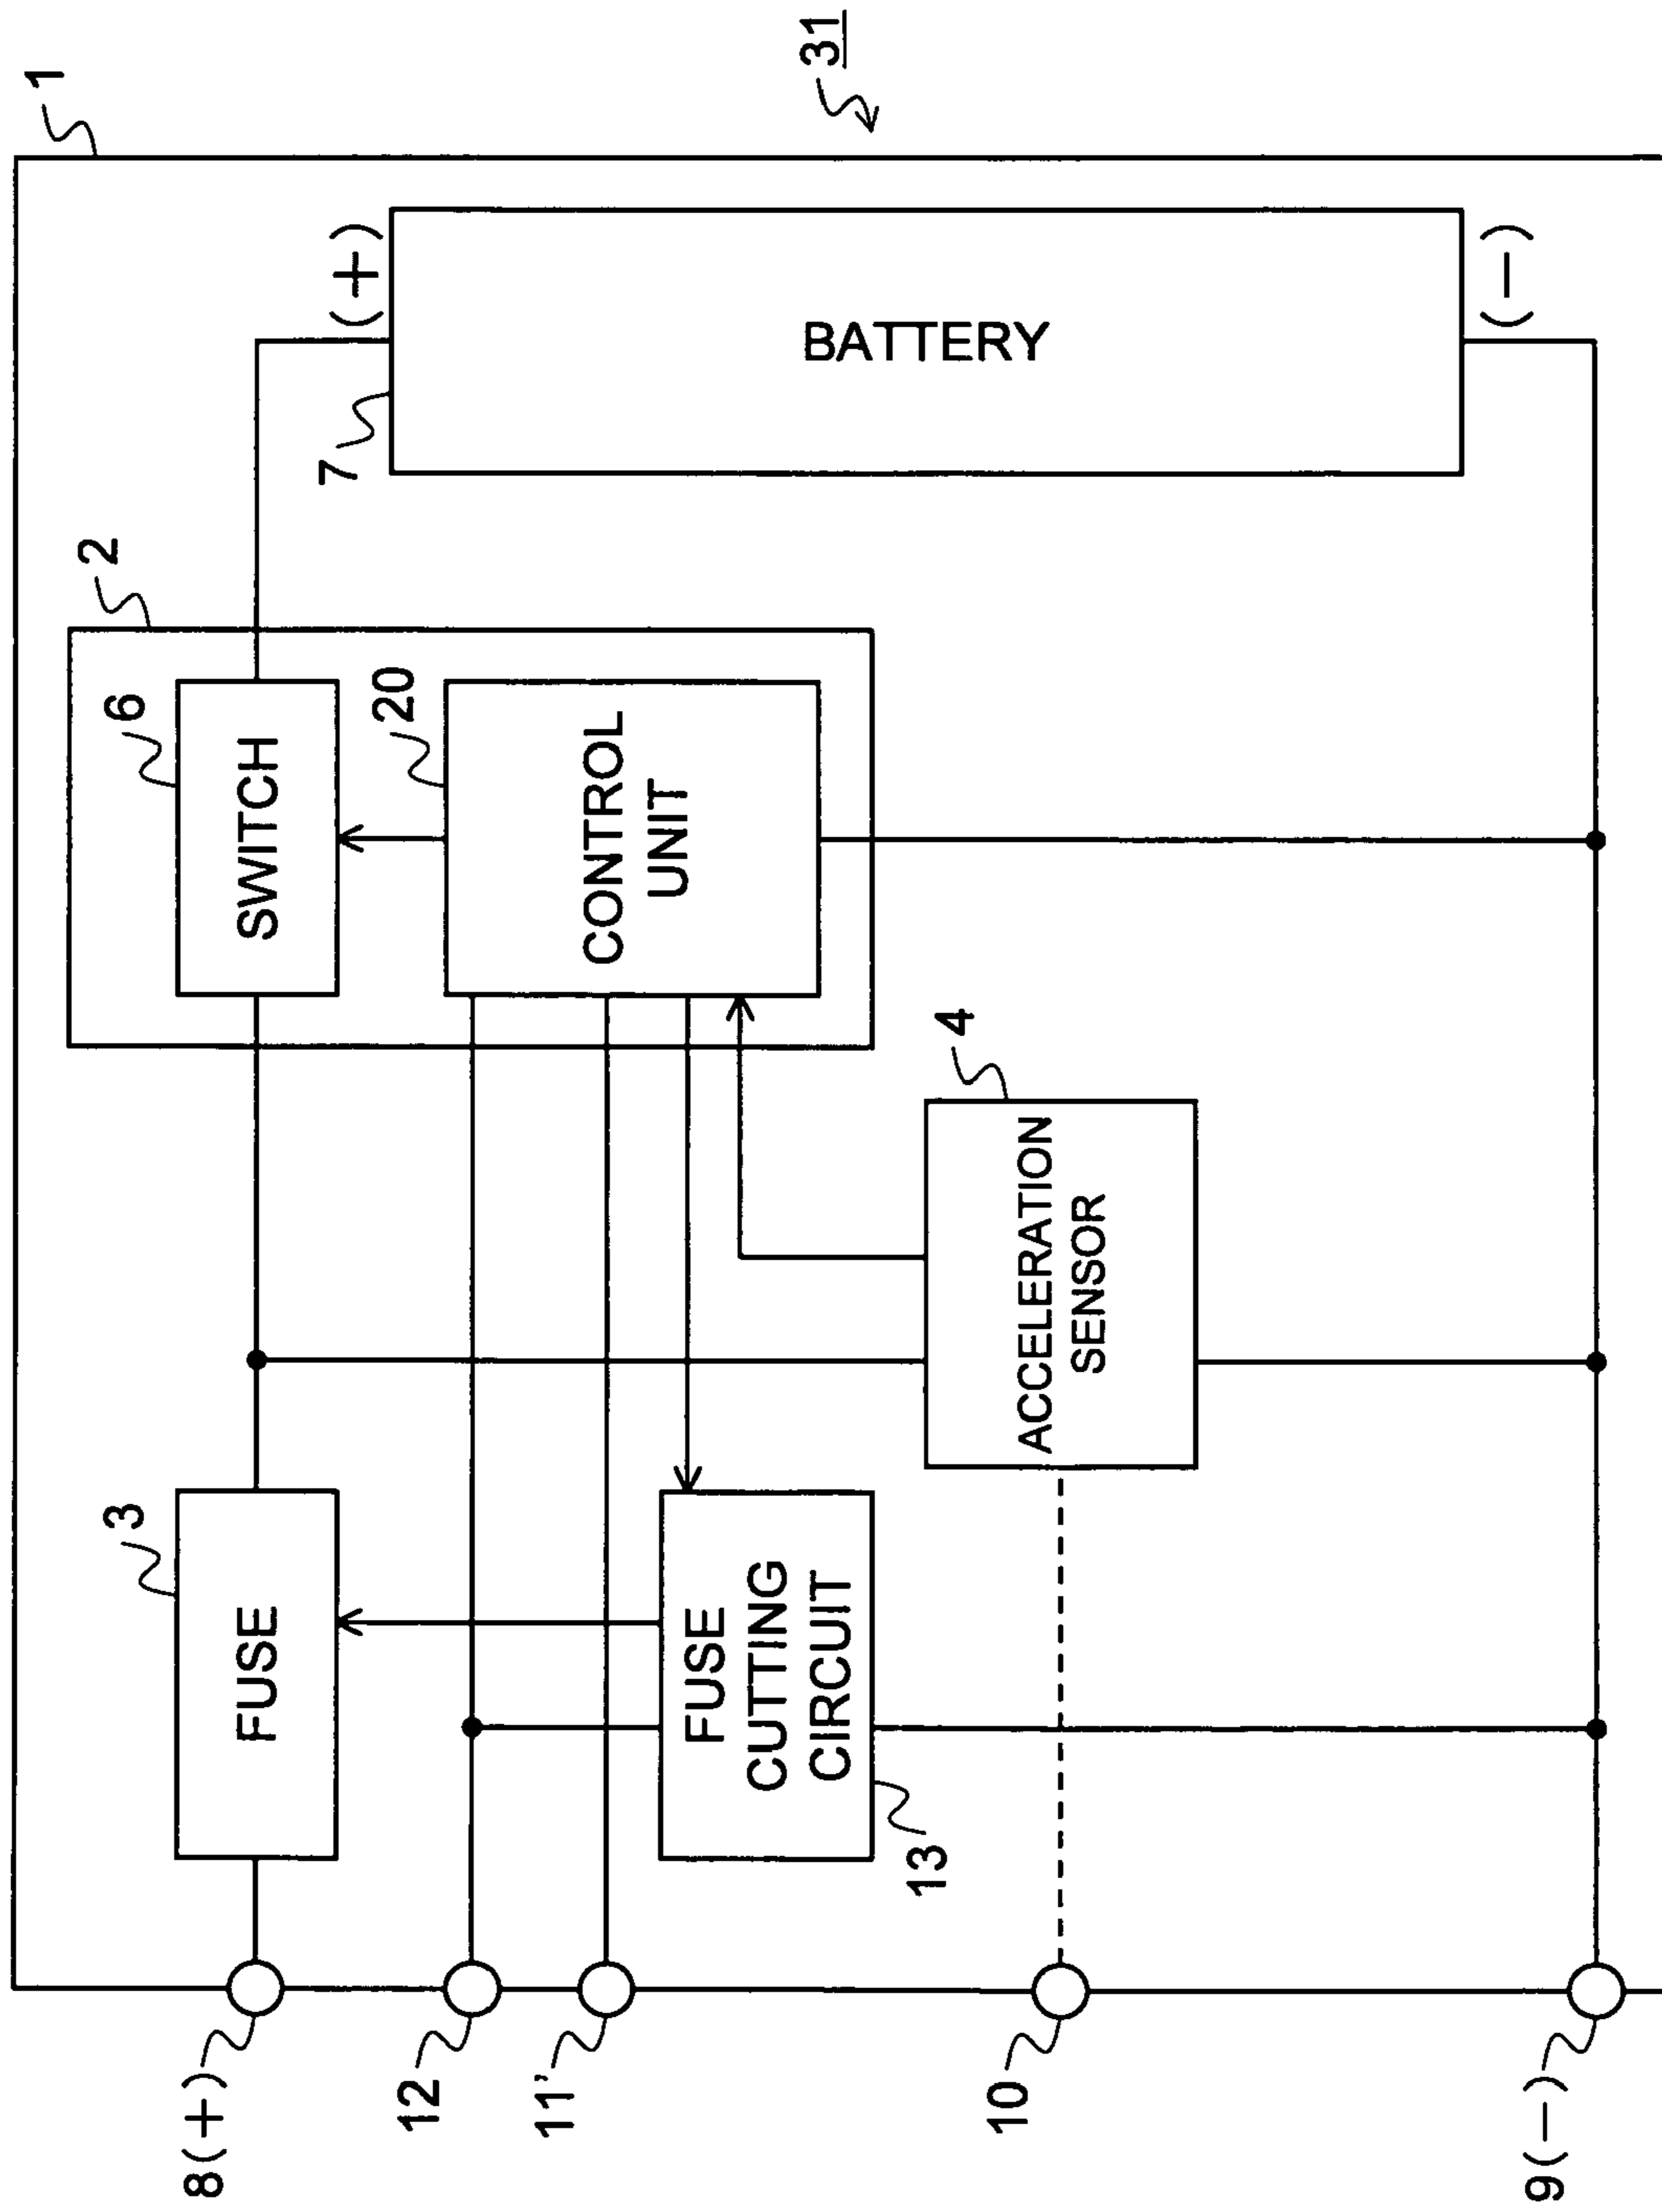 31
1
2
6
SWITCH
20
CONTROL
UNIT
7
(+)
BATTERY
(-)
3
FUSE
4
ACCELERATION
SENSOR
FUSE
CUTTING
CIRCUIT
13
8(+)
12
11'
10
9(-)